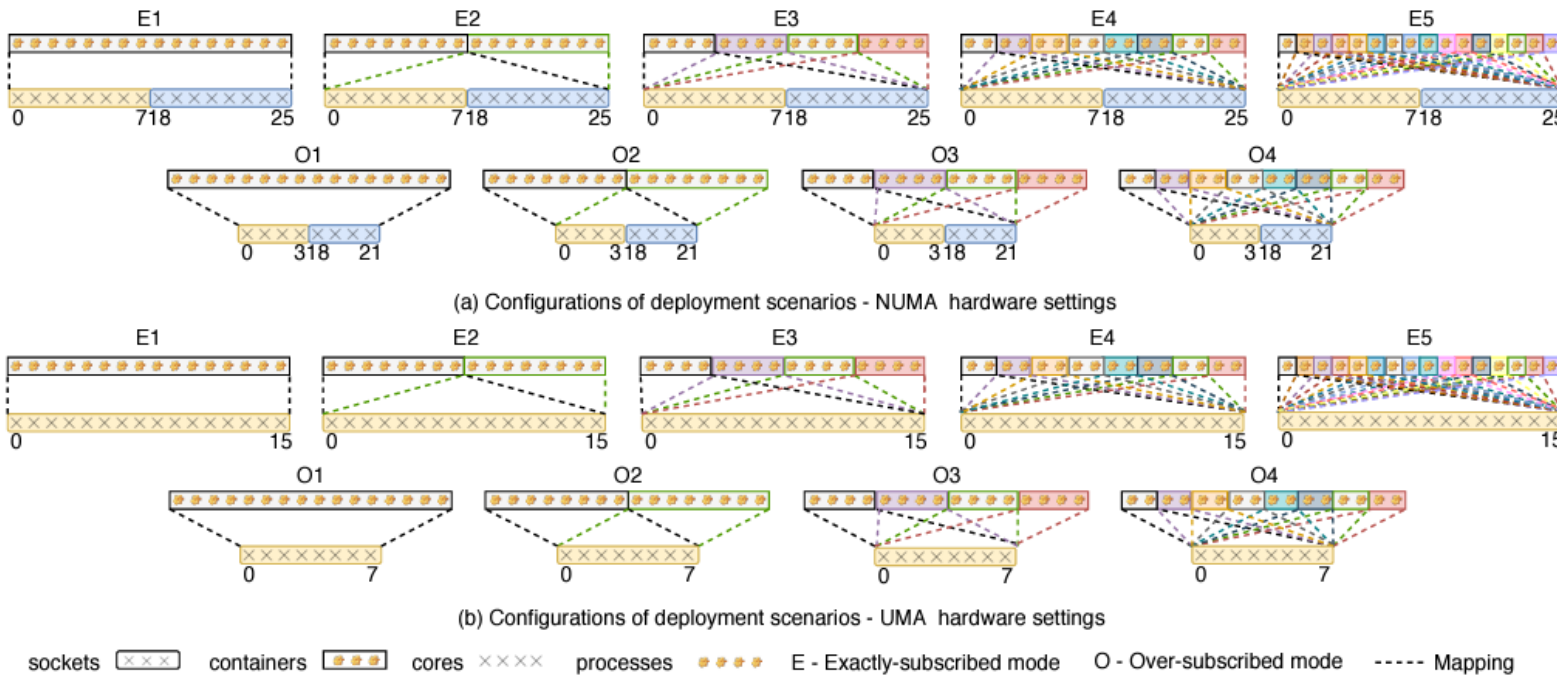 E1 E2 E3 E4 E5
0 718 25 0 718 25 0 718 25 0 718 25 0 718 25
O1 O2 O3 O4
0 318 21 0 318 21 0 318 21 0 318 21
(a) Configurations of deployment scenarios - NUMA hardware settings
E1 E2 E3 E4 E5
0 15 0 15 0 15 0 15 0 15
O1 O2 O3 O4
0 7 0 7 0 7 0 7
(b) Configurations of deployment scenarios - UMA hardware settings
sockets containers cores processes E - Exactly-subscribed mode O - Over-subscribed mode Mapping